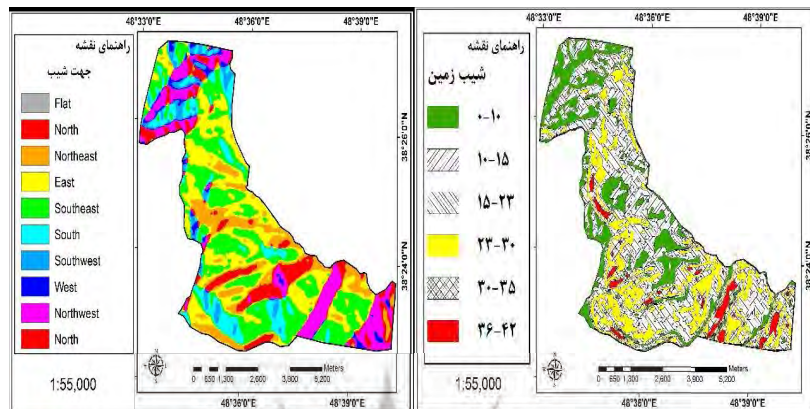 48°33'0"E
48°36'0"E
48°39'0"E
راهنمای نقشه
جهت شیب
Flat
North
Northeast
East
Southeast
South
Southwest
West
Northwest
North
38°26'0"N
38°24'0"N
Meters
0 650 1,300 2,600 3,900 5,200
1:55,000
48°36'0"E
48°39'0"E
48°33'0"E
48°36'0"E
48°39'0"E
راهنمای نقشه
شیب زمین
۰-۱۰
۱۰-۱۵
۱۵-۲۳
۲۳-۳۰
۳۰-۳۵
۳۶-۴۲
38°26'0"N
38°24'0"N
Meters
0 650 1,300 2,600 3,900 5,200
1:55,000
48°36'0"E
48°39'0"E